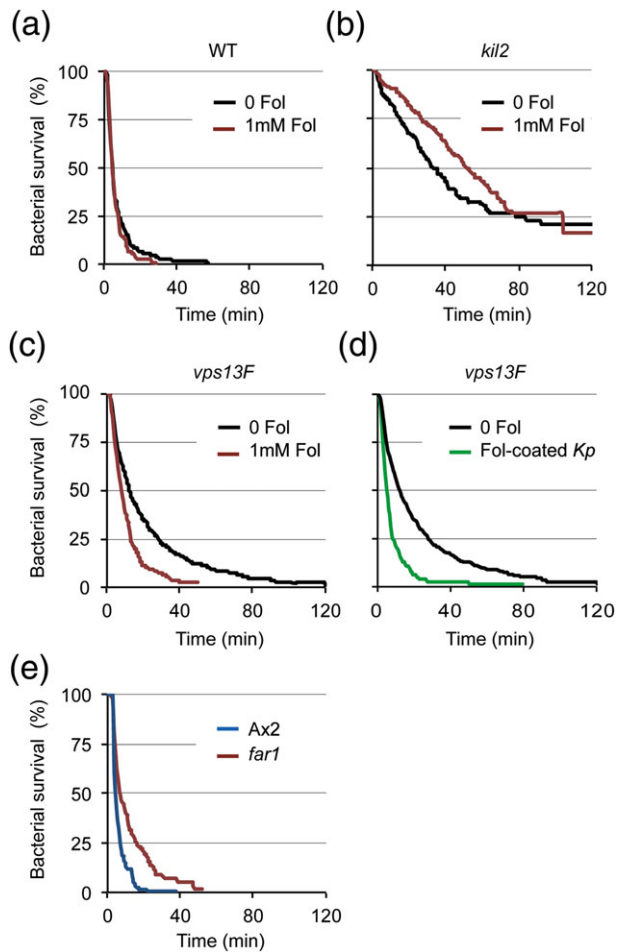 (a)
WT
Bacterial survival (%)
100
75
50
25
0
0 Fol
1mM Fol
0 40 80 120
Time (min)
(b)
kil2
100
75
50
25
0
0 Fol
1mM Fol
0 40 80 120
Time (min)
(c)
vps13F
Bacterial survival (%)
100
75
50
25
0
0 Fol
1mM Fol
0 40 80 120
Time (min)
(d)
vps13F
100
75
50
25
0
0 Fol
Fol-coated Kp
0 40 80 120
Time (min)
(e)
Bacterial survival (%)
100
75
50
25
0
Ax2
far1
0 40 80 120
Time (min)